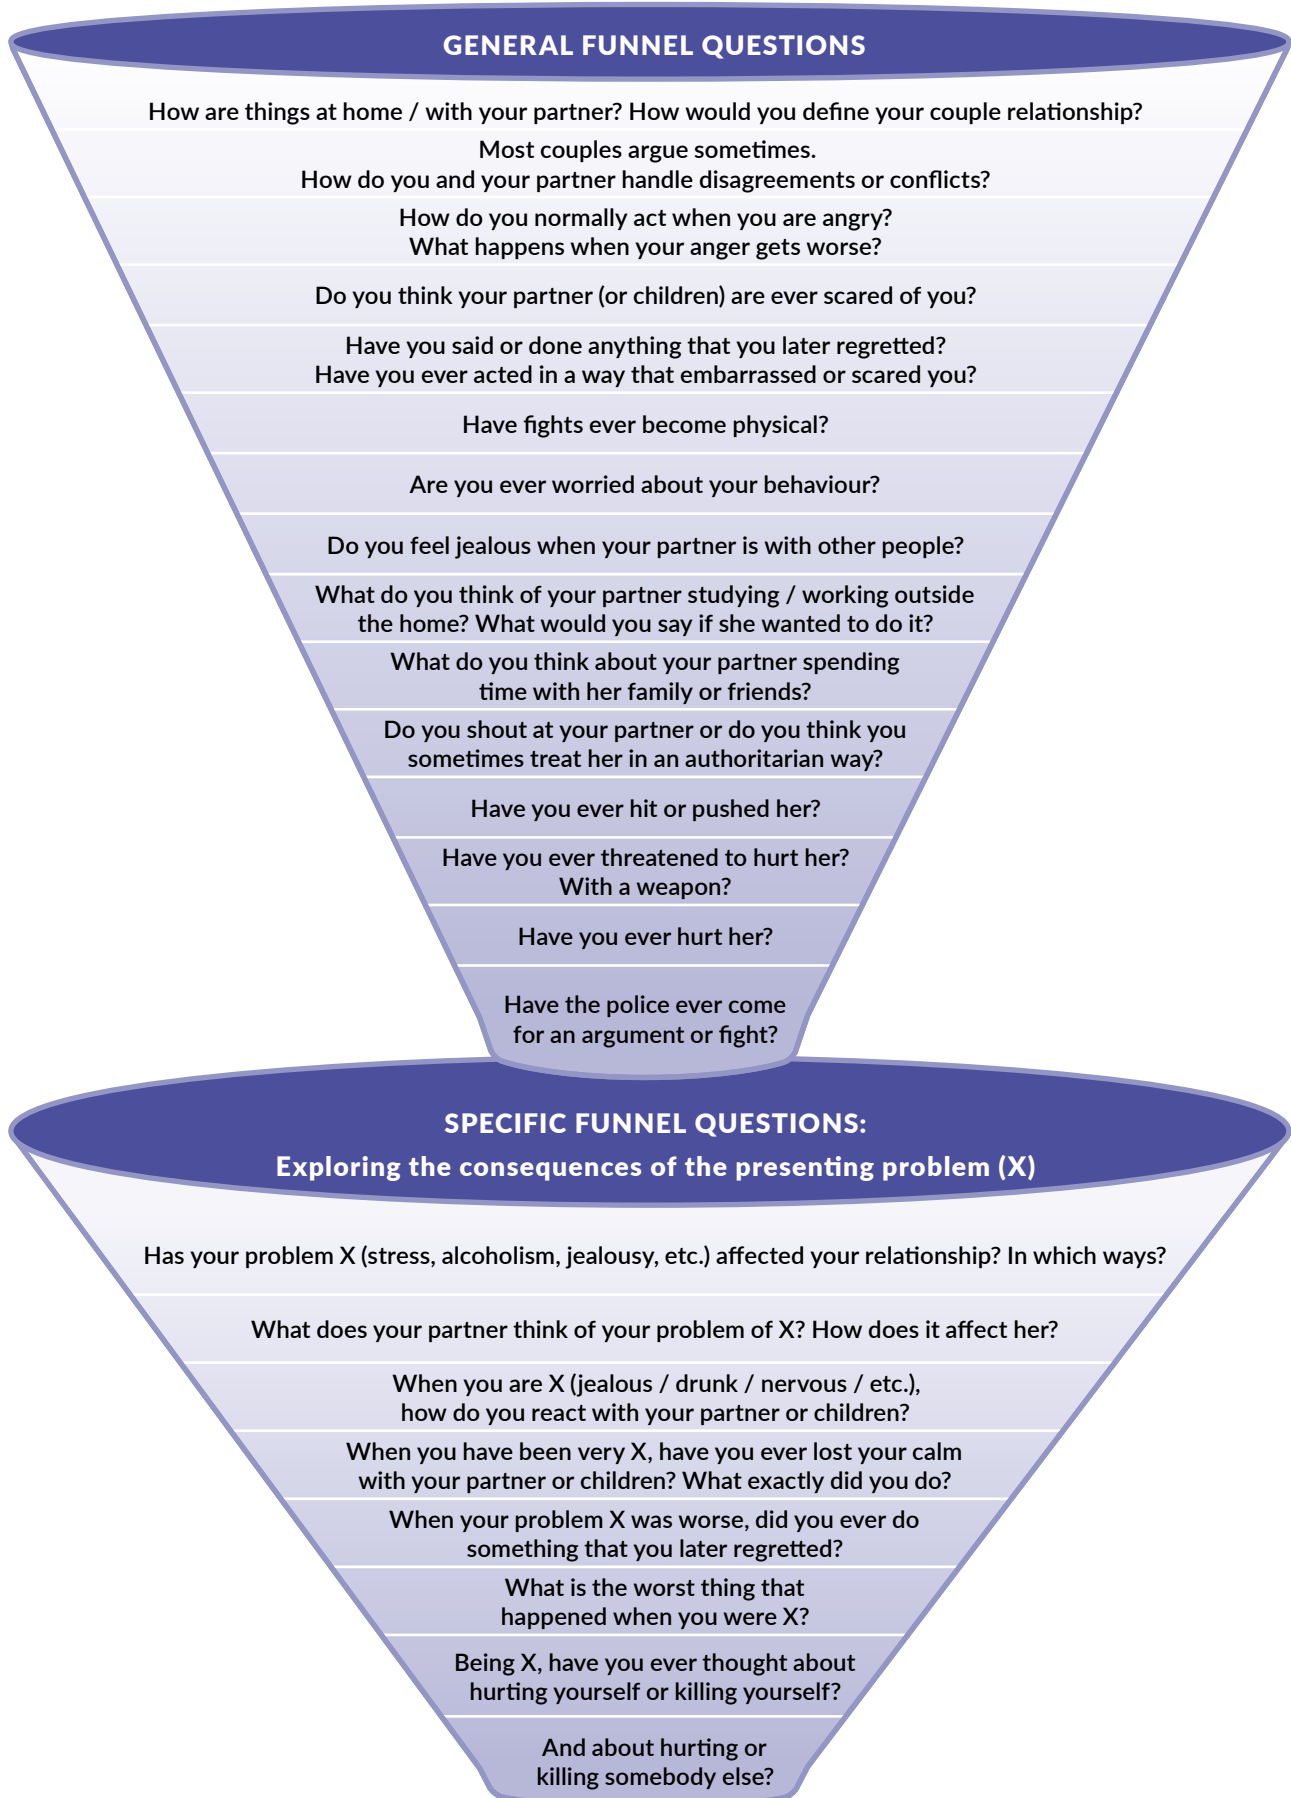 GENERAL FUNNEL QUESTIONS
How are things at home / with your partner? How would you define your couple relationship?
Most couples argue sometimes.
How do you and your partner handle disagreements or conflicts?
How do you normally act when you are angry?
What happens when your anger gets worse?
Do you think your partner (or children) are ever scared of you?
Have you said or done anything that you later regretted?
Have you ever acted in a way that embarrassed or scared you?
Have fights ever become physical?
Are you ever worried about your behaviour?
Do you feel jealous when your partner is with other people?
What do you think of your partner studying / working outside
the home? What would you say if she wanted to do it?
What do you think about your partner spending
time with her family or friends?
Do you shout at your partner or do you think you
sometimes treat her in an authoritarian way?
Have you ever hit or pushed her?
Have you ever threatened to hurt her?
With a weapon?
Have you ever hurt her?
Have the police ever come
for an argument or fight?
SPECIFIC FUNNEL QUESTIONS:
Exploring the consequences of the presenting problem (X)
Has your problem X (stress, alcoholism, jealousy, etc.) affected your relationship? In which ways?
What does your partner think of your problem of X? How does it affect her?
When you are X (jealous / drunk / nervous / etc.),
how do you react with your partner or children?
When you have been very X, have you ever lost your calm
with your partner or children? What exactly did you do?
When your problem X was worse, did you ever do
something that you later regretted?
What is the worst thing that
happened when you were X?
Being X, have you ever thought about
hurting yourself or killing yourself?
And about hurting or
killing somebody else?